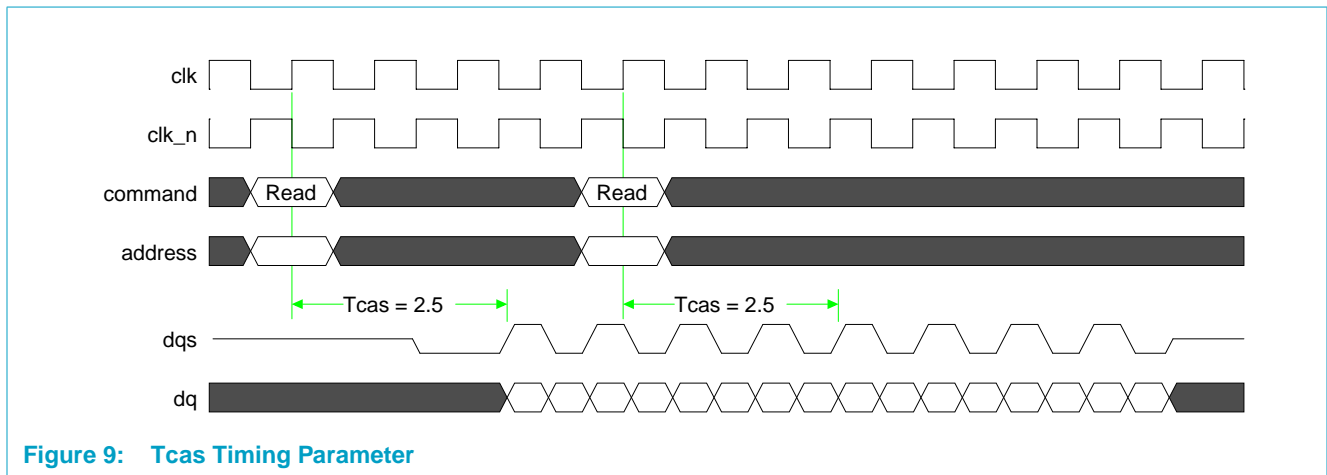 clk
clk_n
command Read Read
address
Tcas = 2.5 Tcas = 2.5
dqs
dq
Figure 9: Tcas Timing Parameter